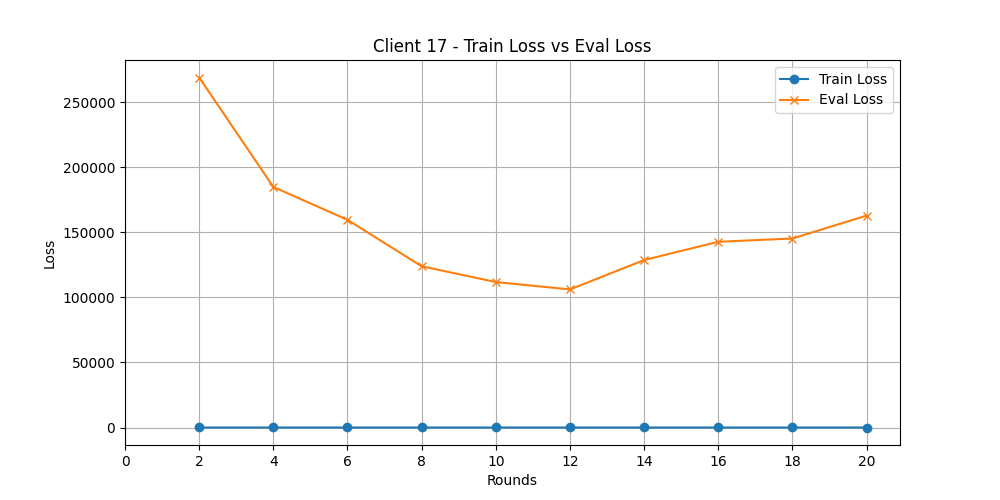 Client 17 - Train Loss vs Eval Loss
Train Loss
Eval Loss
Loss
250000
200000
150000
100000
50000
0
0 2 4 6 8 10 12 14 16 18 20
Rounds